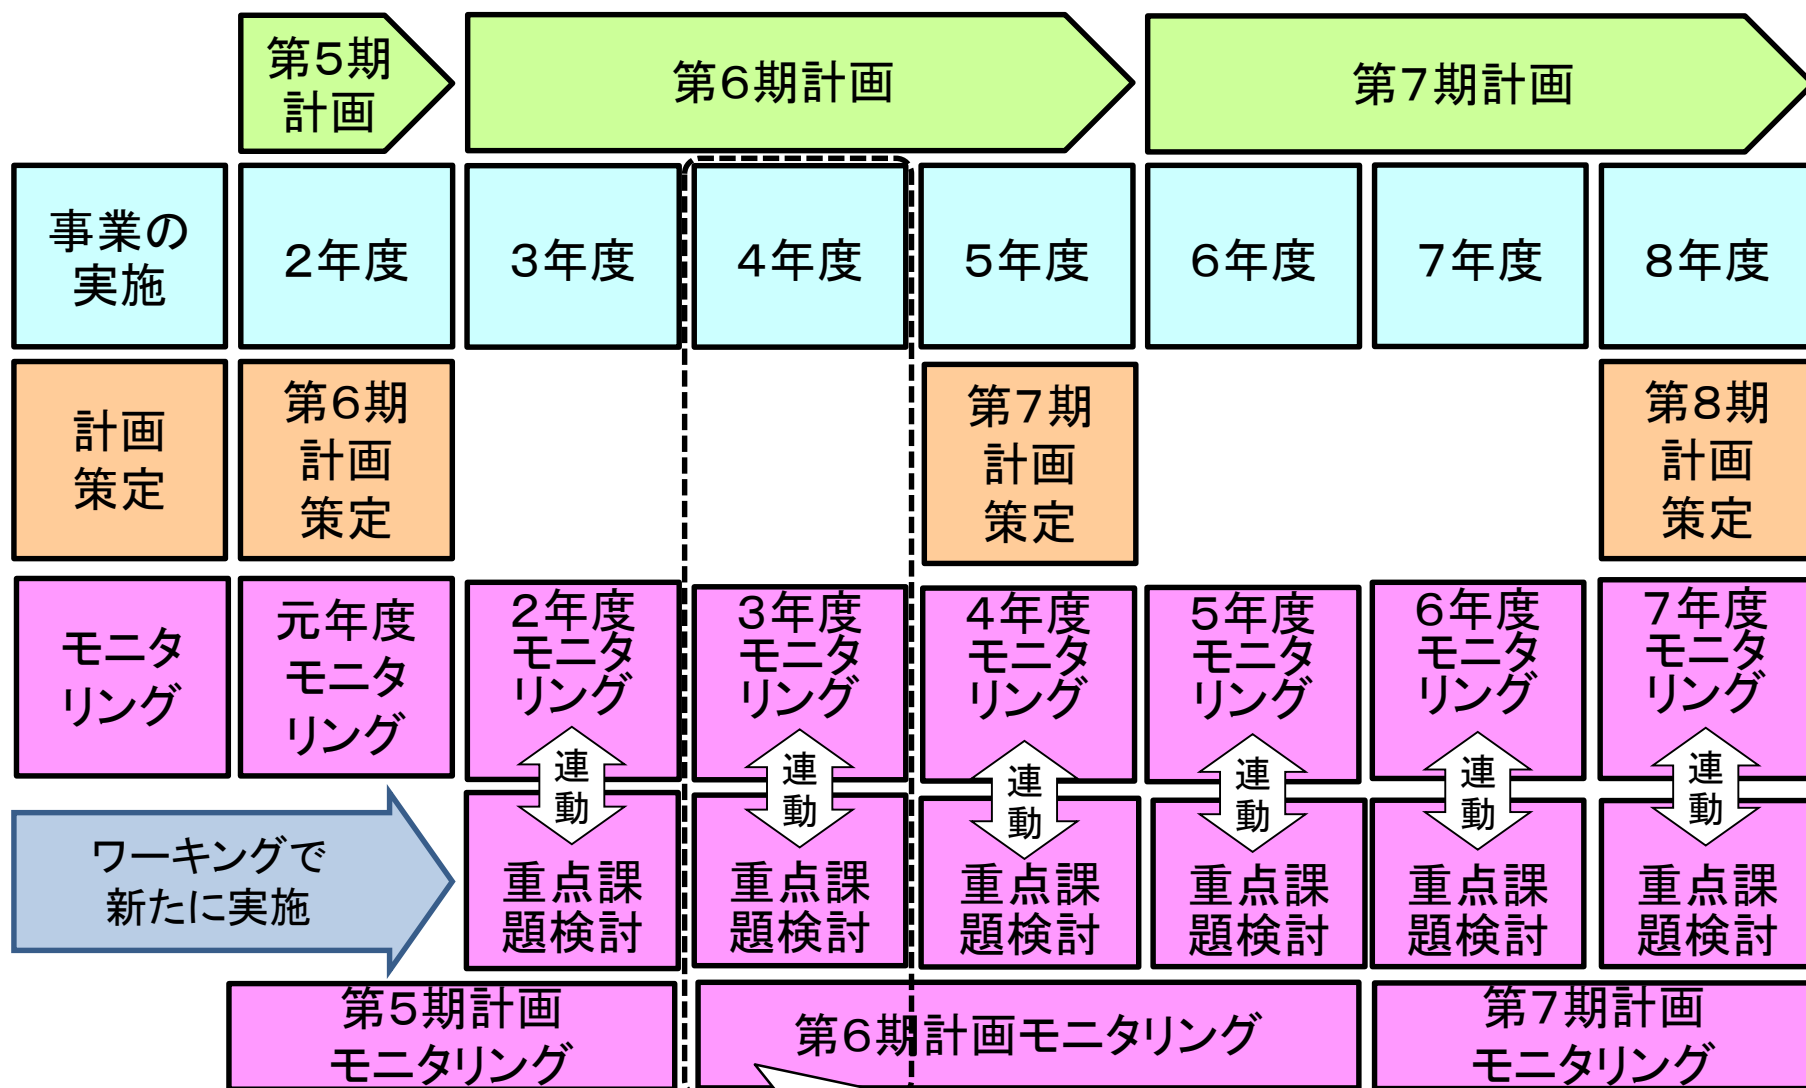 第5期
計画
第6期計画
第7期計画
事業の
実施
2年度
3年度
4年度
5年度
6年度
7年度
8年度
計画
策定
第6期
計画
策定
第7期
計画
策定
第8期
計画
策定
モニタ
リング
元年度
モニタ
リング
2年度
モニタ
リング
3年度
モニタ
リング
4年度
モニタ
リング
5年度
モニタ
リング
6年度
モニタ
リング
7年度
モニタ
リング
連
動
連
動
連
動
連
動
連
動
連
動
ワーキングで
新たに実施
重点課
題検討
重点課
題検討
重点課
題検討
重点課
題検討
重点課
題検討
重点課
題検討
第5期計画
モニタリング
第6期計画モニタリング
第7期計画
モニタリング